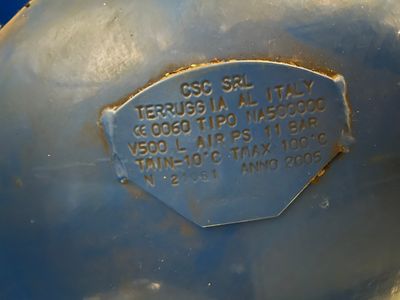 CSC SRL
TERRUGGIA AL ITALY
CE 0060 TIPO NA500000
V500 L AIR PS 11 BAR
TMIN-10°C TMAX 100°C
N ANNO 2005